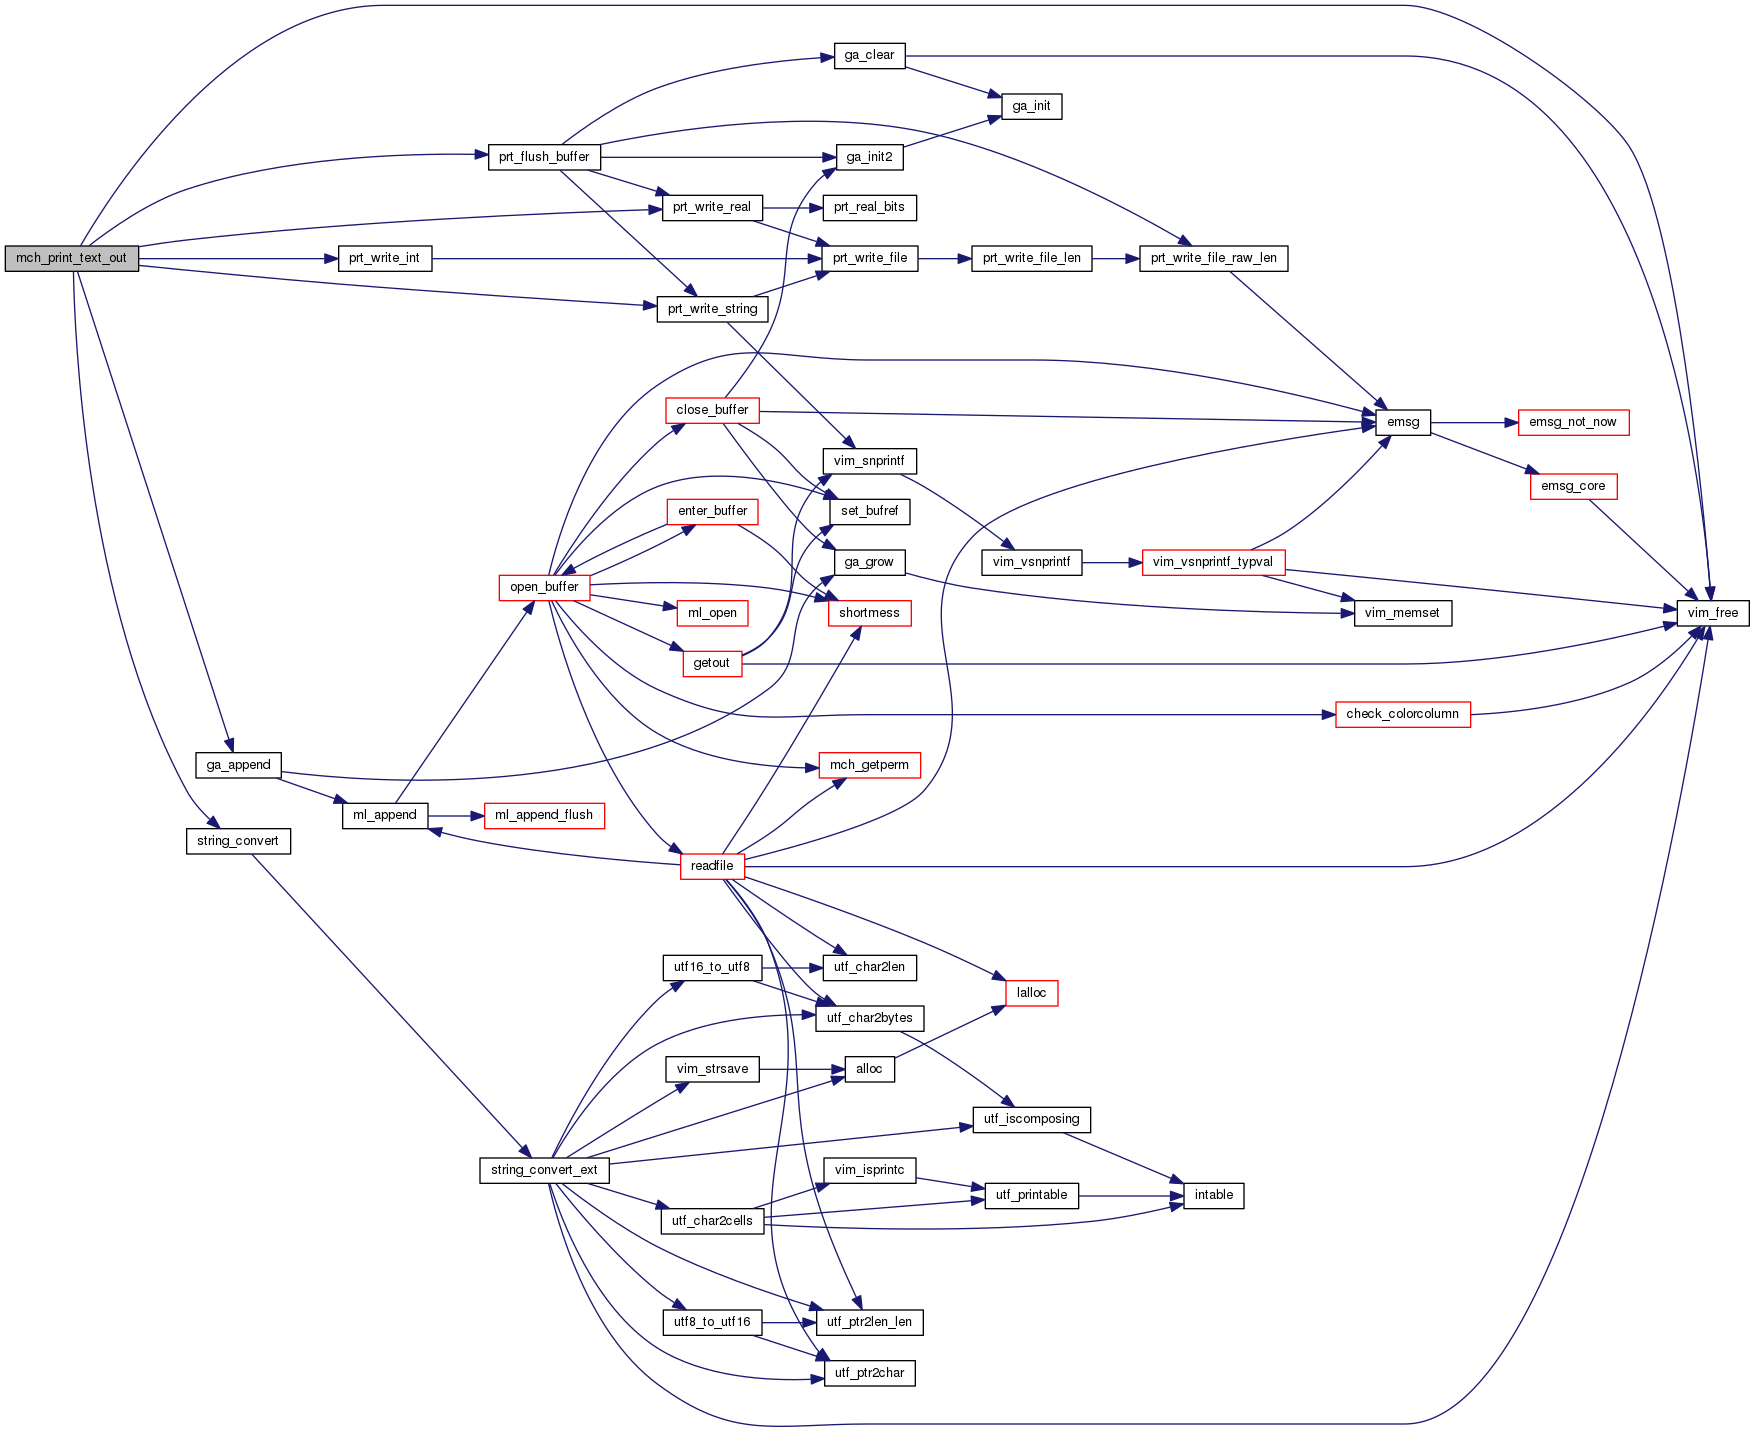 ga_clear
ga_init
prt_flush_buffer
ga_init2
prt_write_real
prt_real_bits
mch_print_text_out
prt_write_int
prt_write_file
prt_write_file_len
prt_write_file_raw_len
prt_write_string
close_buffer
emsg
emsg_not_now
vim_snprintf
emsg_core
enter_buffer
set_bufref
open_buffer
ga_grow
vim_vsnprintf
vim_vsnprintf_typval
ml_open
shortmess
vim_memset
vim_free
getout
check_colorcolumn
ga_append
mch_getperm
ml_append
ml_append_flush
string_convert
readfile
utf16_to_utf8
utf_char2len
lalloc
utf_char2bytes
vim_strsave
alloc
utf_iscomposing
string_convert_ext
vim_isprintc
utf_printable
intable
utf_char2cells
utf8_to_utf16
utf_ptr2len_len
utf_ptr2char